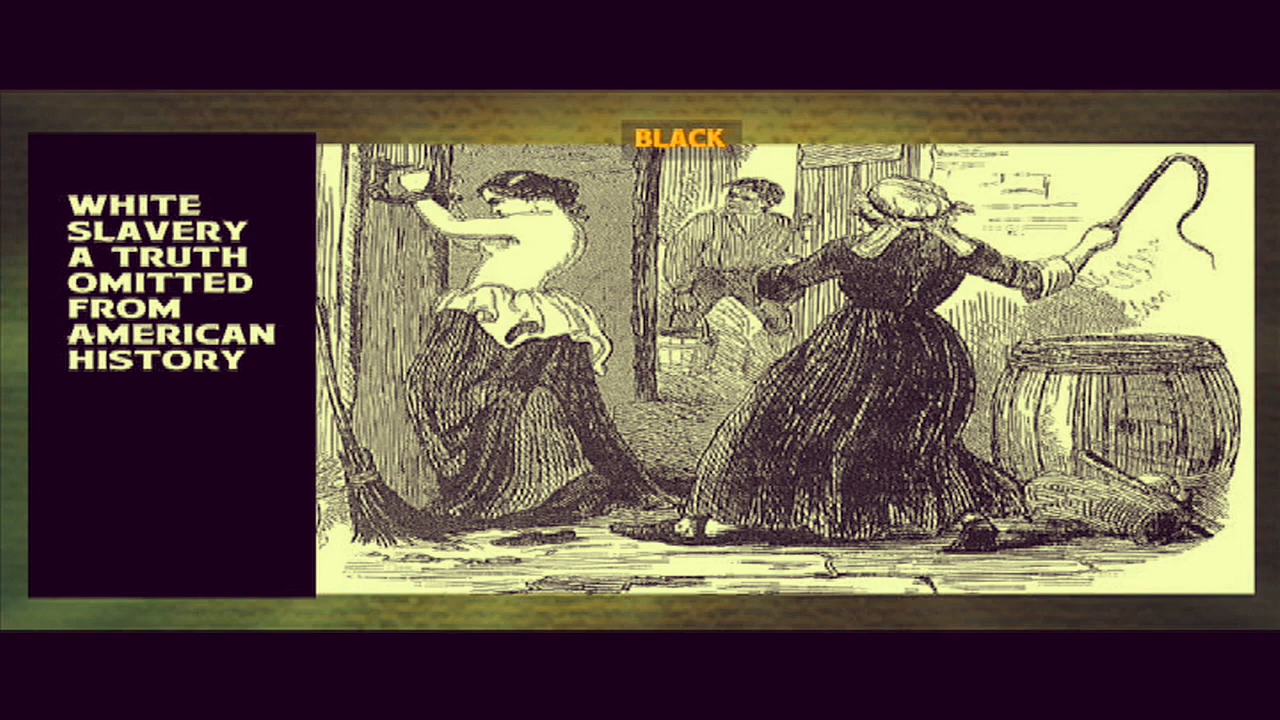 BLACK
WHITE
SLAVERY
A TRUTH
OMITTED
FROM
AMERICAN
HISTORY